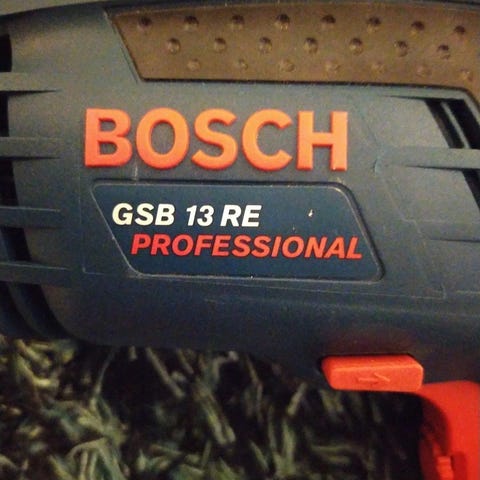 BOSCH
GSB 13 RE
PROFESSIONAL